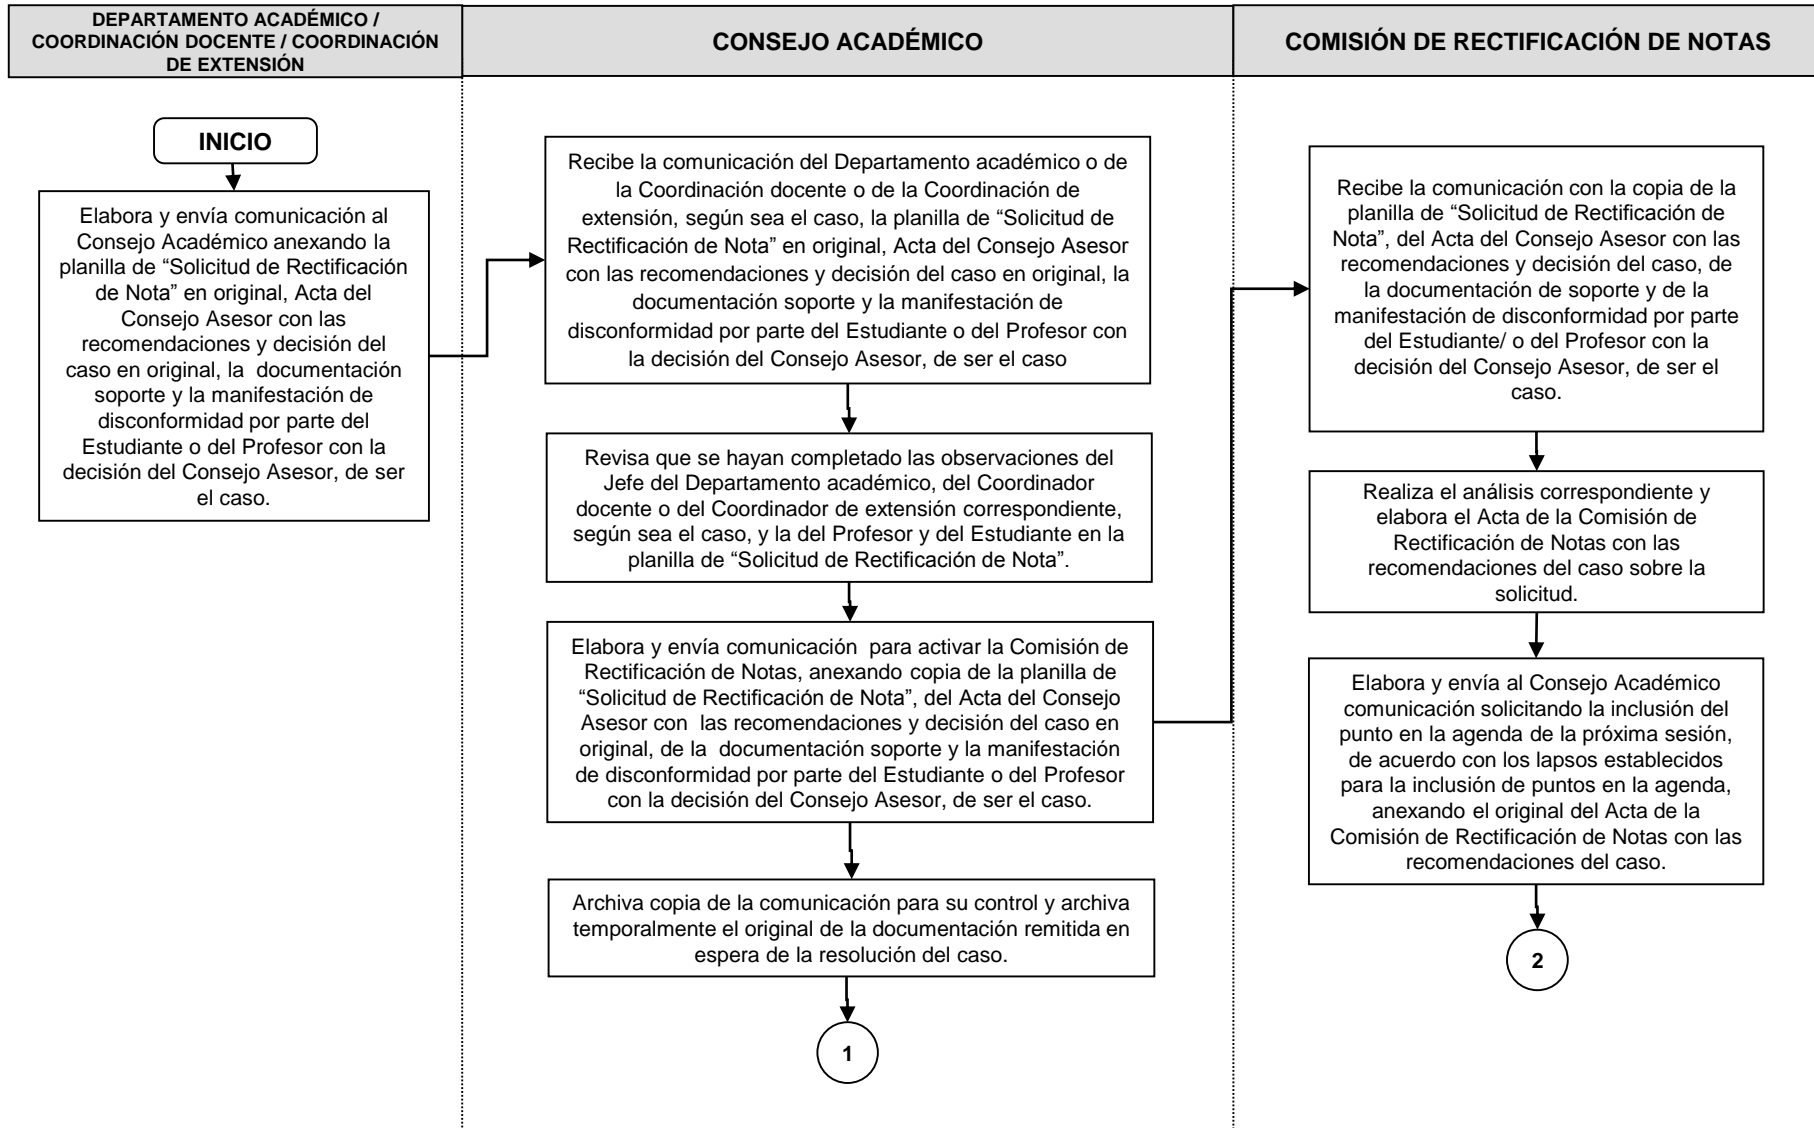 DEPARTAMENTO ACADÉMICO /
COORDINACIÓN DOCENTE / COORDINACIÓN
DE EXTENSIÓN
CONSEJO ACADÉMICO
COMISIÓN DE RECTIFICACIÓN DE NOTAS
INICIO
Elabora y envía comunicación al
Consejo Académico anexando la
planilla de “Solicitud de Rectificación
de Nota” en original, Acta del
Consejo Asesor con las
recomendaciones y decisión del
caso en original, la documentación
soporte y la manifestación de
disconformidad por parte del
Estudiante o del Profesor con la
decisión del Consejo Asesor, de ser
el caso.
Recibe la comunicación del Departamento académico o de
la Coordinación docente o de la Coordinación de
extensión, según sea el caso, la planilla de “Solicitud de
Rectificación de Nota” en original, Acta del Consejo Asesor
con las recomendaciones y decisión del caso en original, la
documentación soporte y la manifestación de
disconformidad por parte del Estudiante o del Profesor con
la decisión del Consejo Asesor, de ser el caso
Revisa que se hayan completado las observaciones del
Jefe del Departamento académico, del Coordinador
docente o del Coordinador de extensión correspondiente,
según sea el caso, y la del Profesor y del Estudiante en la
planilla de “Solicitud de Rectificación de Nota”.
Elabora y envía comunicación para activar la Comisión de
Rectificación de Notas, anexando copia de la planilla de
“Solicitud de Rectificación de Nota”, del Acta del Consejo
Asesor con las recomendaciones y decisión del caso en
original, de la documentación soporte y la manifestación
de disconformidad por parte del Estudiante o del Profesor
con la decisión del Consejo Asesor, de ser el caso.
Archiva copia de la comunicación para su control y archiva
temporalmente el original de la documentación remitida en
espera de la resolución del caso.
1
Recibe la comunicación con la copia de la
planilla de “Solicitud de Rectificación de
Nota”, del Acta del Consejo Asesor con las
recomendaciones y decisión del caso, de
la documentación de soporte y de la
manifestación de disconformidad por parte
del Estudiante/ o del Profesor con la
decisión del Consejo Asesor, de ser el
caso.
Realiza el análisis correspondiente y
elabora el Acta de la Comisión de
Rectificación de Notas con las
recomendaciones del caso sobre la
solicitud.
Elabora y envía al Consejo Académico
comunicación solicitando la inclusión del
punto en la agenda de la próxima sesión,
de acuerdo con los lapsos establecidos
para la inclusión de puntos en la agenda,
anexando el original del Acta de la
Comisión de Rectificación de Notas con las
recomendaciones del caso.
2